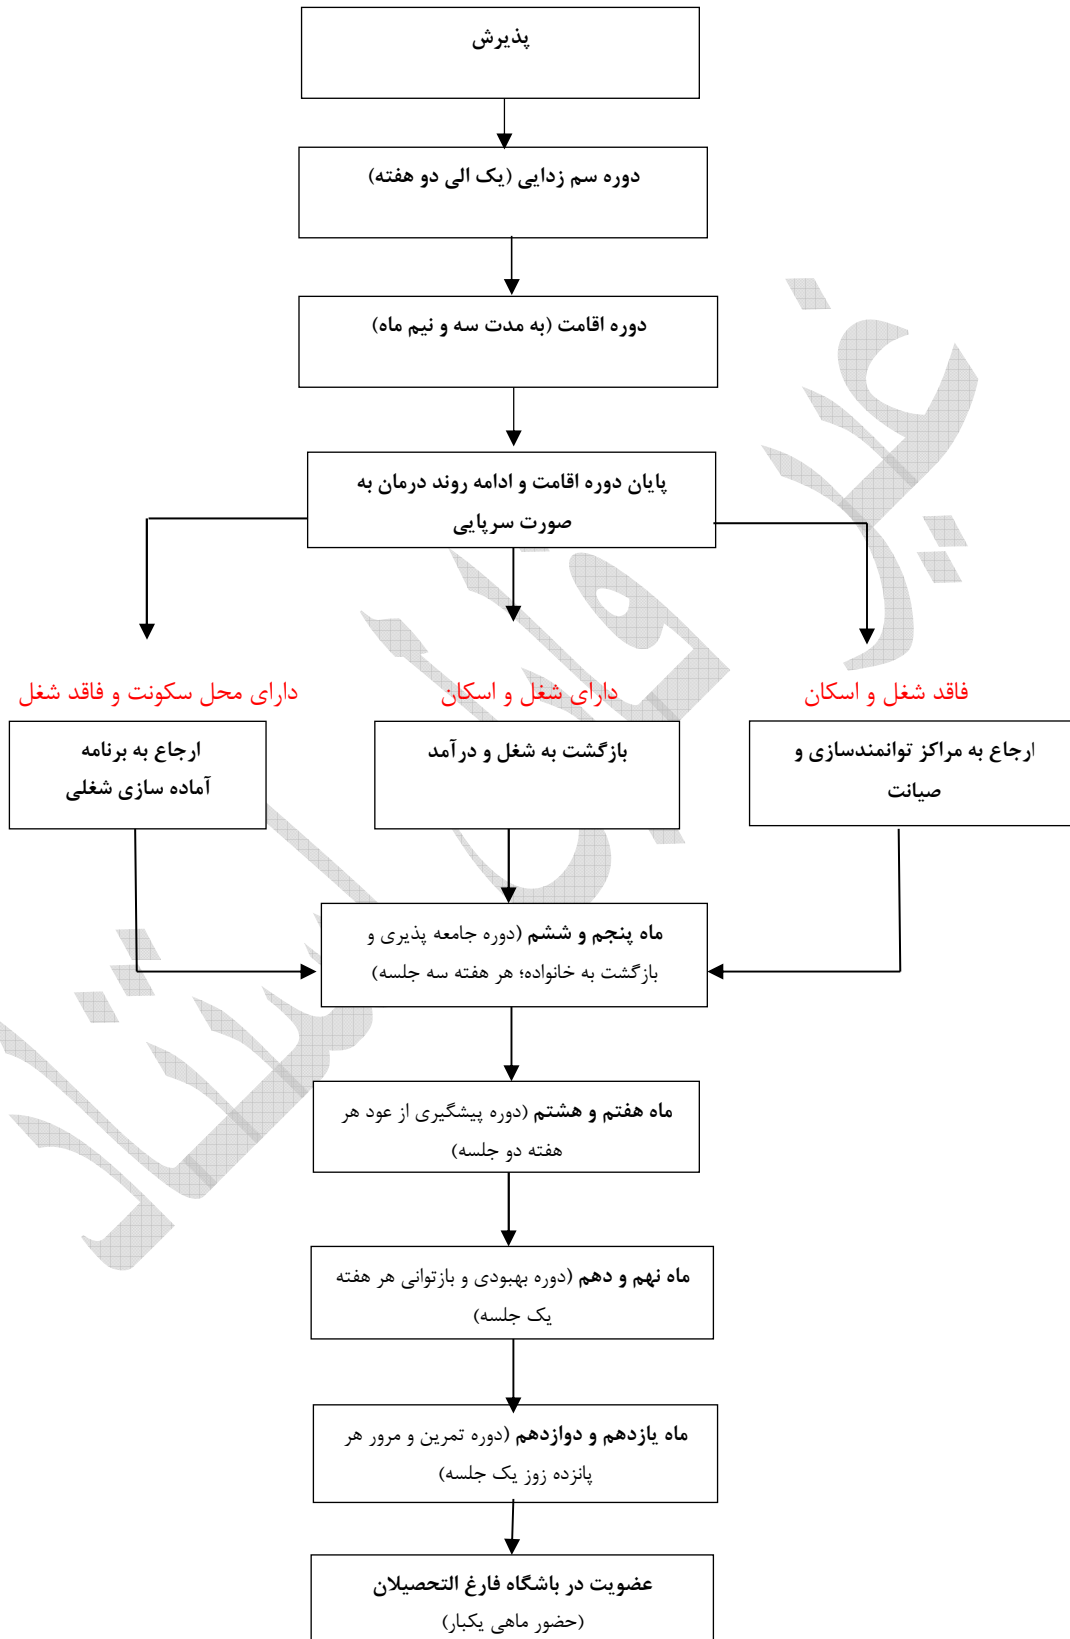 پذیرش
دوره سم زدایی (یک الی دو هفته)
دوره اقامت (به مدت سه و نیم ماه)
پایان دوره اقامت و ادامه روند درمان به
صورت سرپایی
فاقد شغل و اسکان
دارای شغل و اسکان
دارای محل سکونت و فاقد شغل
ارجاع به مراکز توانمندسازی و
صیانت
بازگشت به شغل و درآمد
ارجاع به برنامه
آماده سازی شغلی
ماه پنجم و ششم (دوره جامعه پذیری و
بازگشت به خانواده؛ هر هفته سه جلسه)
ماه هفتم و هشتم (دوره پیشگیری از عود هر
هفته دو جلسه)
ماه نهم و دهم (دوره بهبودی و بازتوانی هر هفته
یک جلسه)
ماه یازدهم و دوازدهم (دوره تمرین و مرور هر
پانزده زوز یک جلسه)
عضویت در باشگاه فارغ التحصیلان
(حضور ماهی یکبار)
غیر قابل استناد